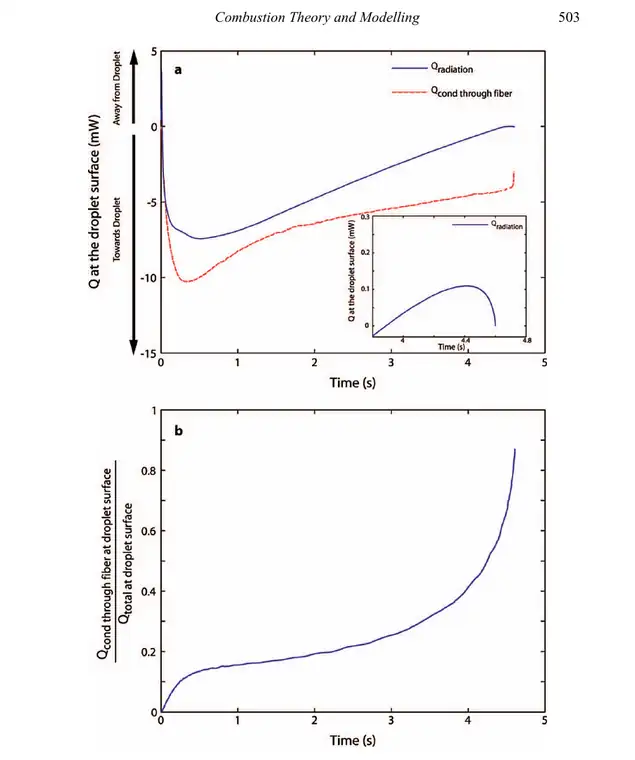 Combustion Theory and Modelling 503
a
Away from Droplet
Towards Droplet
Q at the droplet surface (mW)
5
0
-5
-10
-15
Qradiation
Qcond through fiber
Q at the droplet surface (mW)
0.3
0.2
0.1
0
Qradiation
4 4.4 4.8
Time (s)
0 1 2 3 4 5
Time (s)
b
Qcond through fiber at droplet surface
Qtotal at droplet surface
1
0.8
0.6
0.4
0.2
0
0 1 2 3 4 5
Time (s)